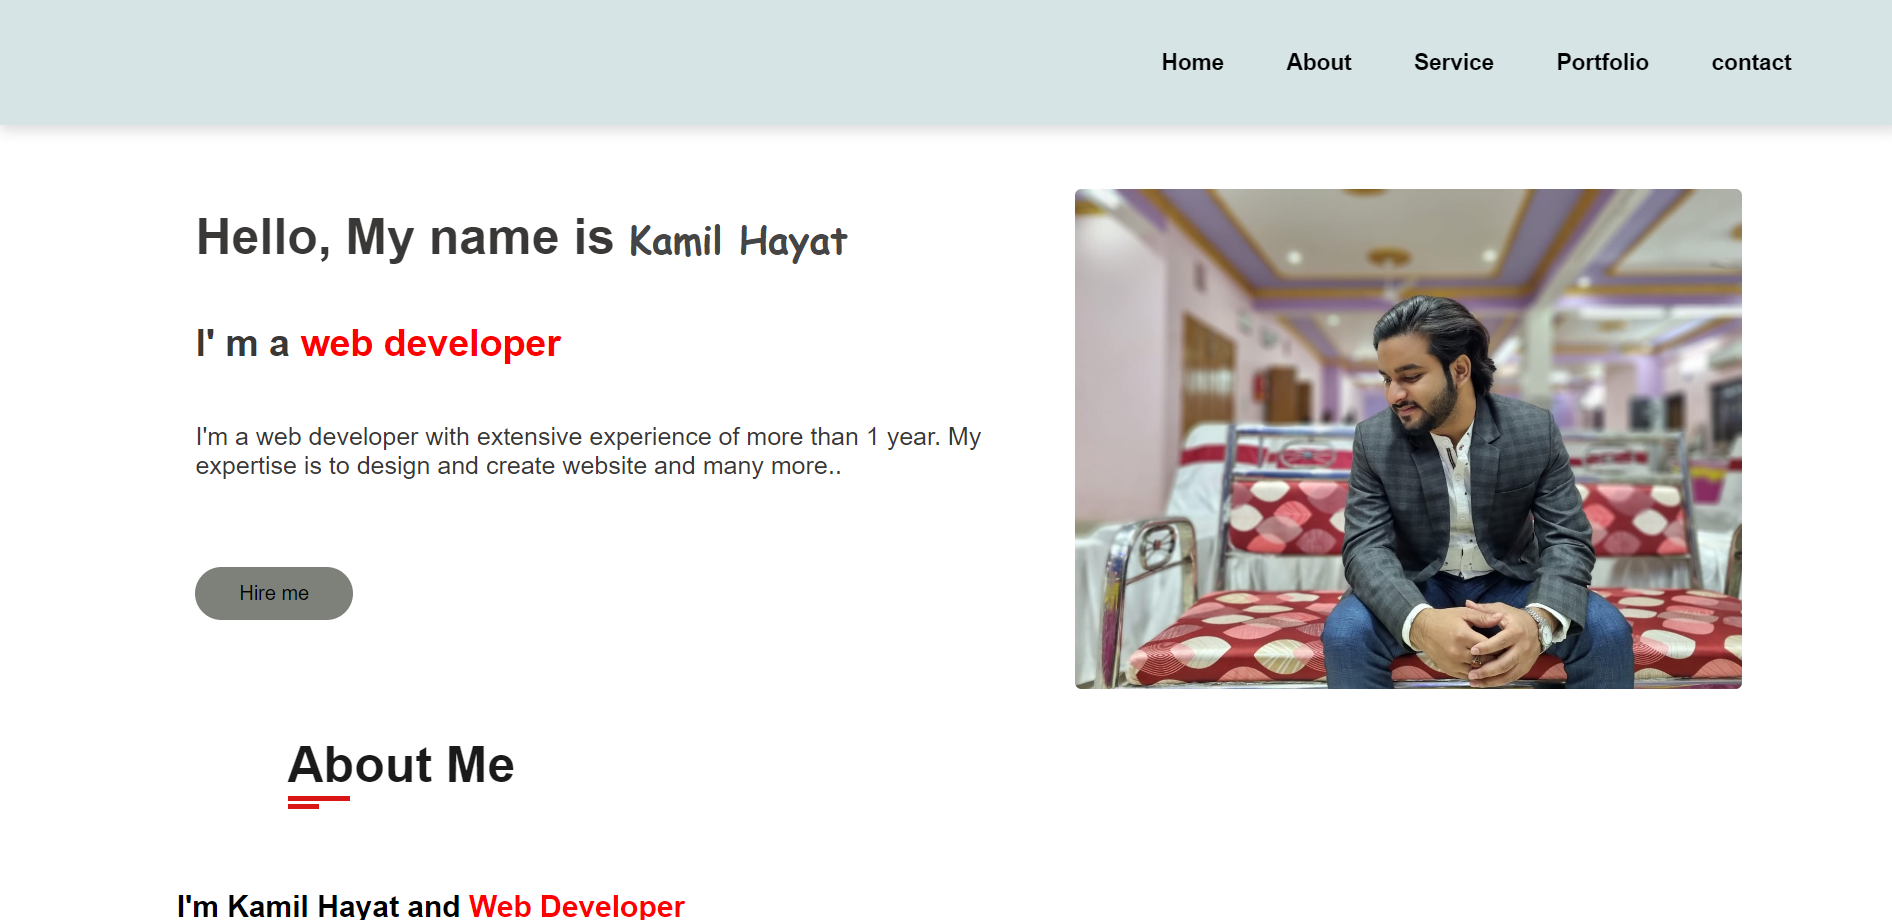 Home About Service Portfolio contact
Hello, My name is Kamil Hayat
I' m a web developer
I'm a web developer with extensive experience of more than 1 year. My
expertise is to design and create website and many more..
Hire me
About Me
I'm Kamil Hayat and Web Developer